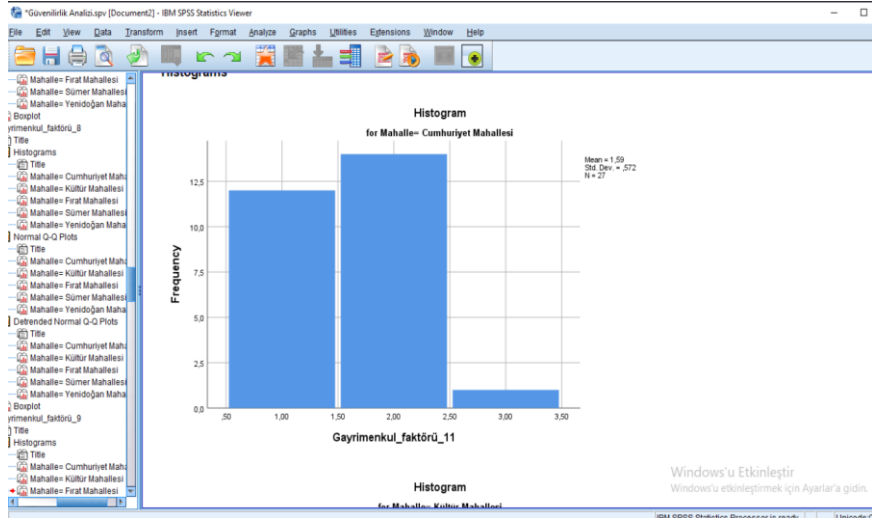 *Güvenilirlik Analizi.spv [Document2] - IBM SPSS Statistics Viewer
File Edit View Data Transform Insert Format Analyze Graphs Utilities Extensions Window Help
Mahalle= Fırat Mahallesi
Mahalle= Sümer Mahallesi
Mahalle= Yenidoğan Maha
Boxplot
yrimenkul_faktörü_8
Title
Histograms
Title
Mahalle= Cumhuriyet Maha
Mahalle= Kültür Mahallesi
Mahalle= Fırat Mahallesi
Mahalle= Sümer Mahallesi
Mahalle= Yenidoğan Maha
Normal Q-Q Plots
Title
Mahalle= Cumhuriyet Maha
Mahalle= Kültür Mahallesi
Mahalle= Fırat Mahallesi
Mahalle= Sümer Mahallesi
Mahalle= Yenidoğan Maha
Detrended Normal Q-Q Plots
Title
Mahalle= Cumhuriyet Maha
Mahalle= Kültür Mahallesi
Mahalle= Fırat Mahallesi
Mahalle= Sümer Mahallesi
Mahalle= Yenidoğan Maha
Boxplot
yrimenkul_faktörü_9
Title
Histograms
Title
Mahalle= Cumhuriyet Maha
Mahalle= Kültür Mahallesi
Mahalle= Fırat Mahallesi
Histograms
Histogram
for Mahalle= Cumhuriyet Mahallesi
Mean = 1,59
Std. Dev. = ,572
N = 27
Frequency
12,5
10,0
7,5
5,0
2,5
0,0
,50 1,00 1,50 2,00 2,50 3,00 3,50
Gayrimenkul_faktörü_11
Histogram
for Mahalle= Kültür Mahallesi
Windows'u Etkinleştir
Windows'u etkinleştirmek için Ayarlar'a gidin.
IBM SPSS Statistics Processor is ready Unicode:O